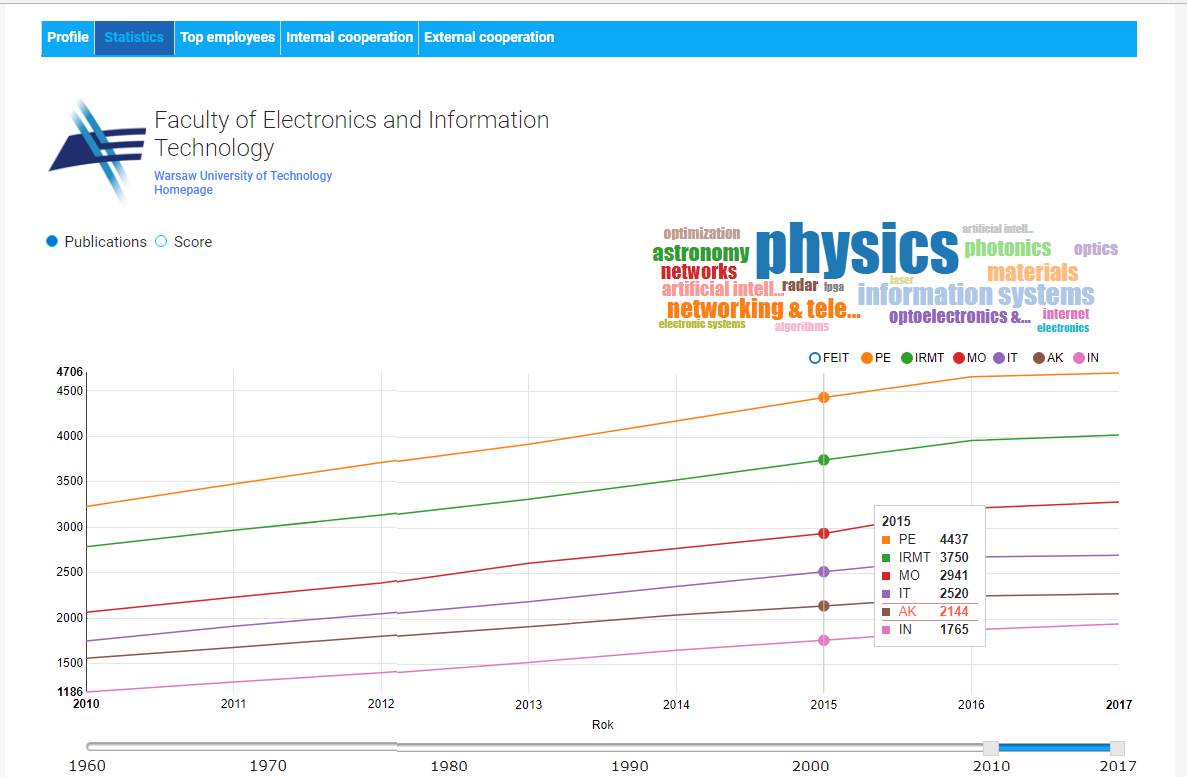 Profile Statistics Top employees Internal cooperation External cooperation
Faculty of Electronics and Information
Technology
Warsaw University of Technology
Homepage
Publications Score
optimization
physics
artificial intell...
astronomy
photonics
optics
networks
materials
artificial intell...
radar
fpga
laser
information systems
networking & tele...
optoelectronics &...
internet
electronic systems
algorithms
electronics
FEIT PE IRMT MO IT AK IN
4706
4500
4000
3500
3000
2500
2000
1500
1186
2015
PE 4437
IRMT 3750
MO 2941
IT 2520
AK 2144
IN 1765
2010 2011 2012 2013 2014 2015 2016 2017
Rok
1960 1970 1980 1990 2000 2010 2017